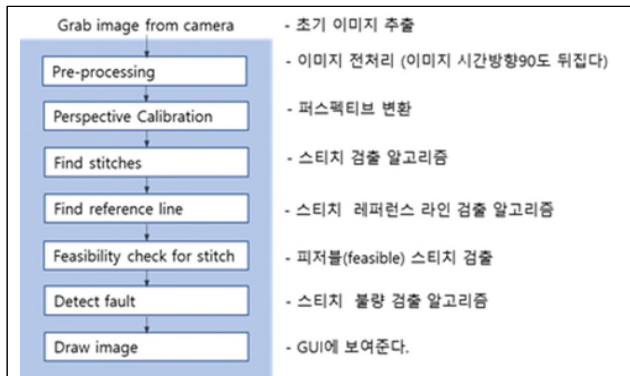 Grab image from camera - 초기 이미지 추출
Pre-processing - 이미지 전처리 (이미지 시간방향90도 뒤집다)
Perspective Calibration - 퍼스펙티브 변환
Find stitches - 스티치 검출 알고리즘
Find reference line - 스티치 레퍼런스 라인 검출 알고리즘
Feasibility check for stitch - 피저블(feasible) 스티치 검출
Detect fault - 스티치 불량 검출 알고리즘
Draw image - GUI에 보여준다.